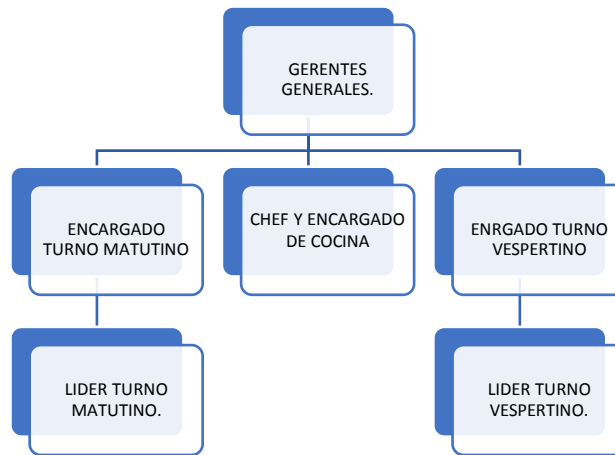 GERENTES
GENERALES.
ENCARGADO
TURNO MATUTINO
CHEF Y ENCARGADO
DE COCINA
ENRGADO TURNO
VESPERTINO
LIDER TURNO
MATUTINO.
LIDER TURNO
VESPERTINO.